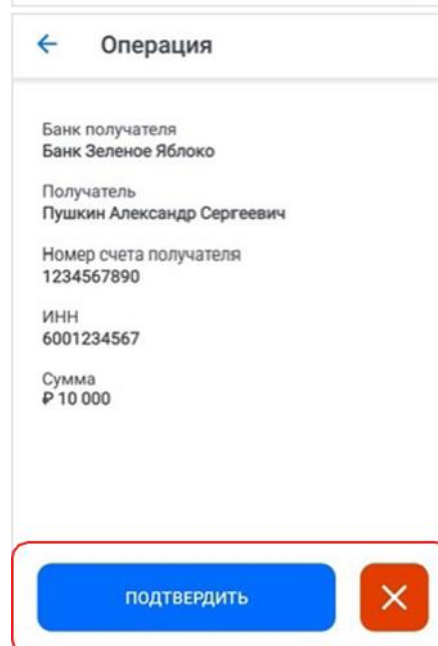 Операция
Банк получателя
Банк Зеленое Яблоко
Получатель
Пушкин Александр Сергеевич
Номер счета получателя
1234567890
ИНН
6001234567
Сумма
₽ 10 000
ПОДТВЕРДИТЬ